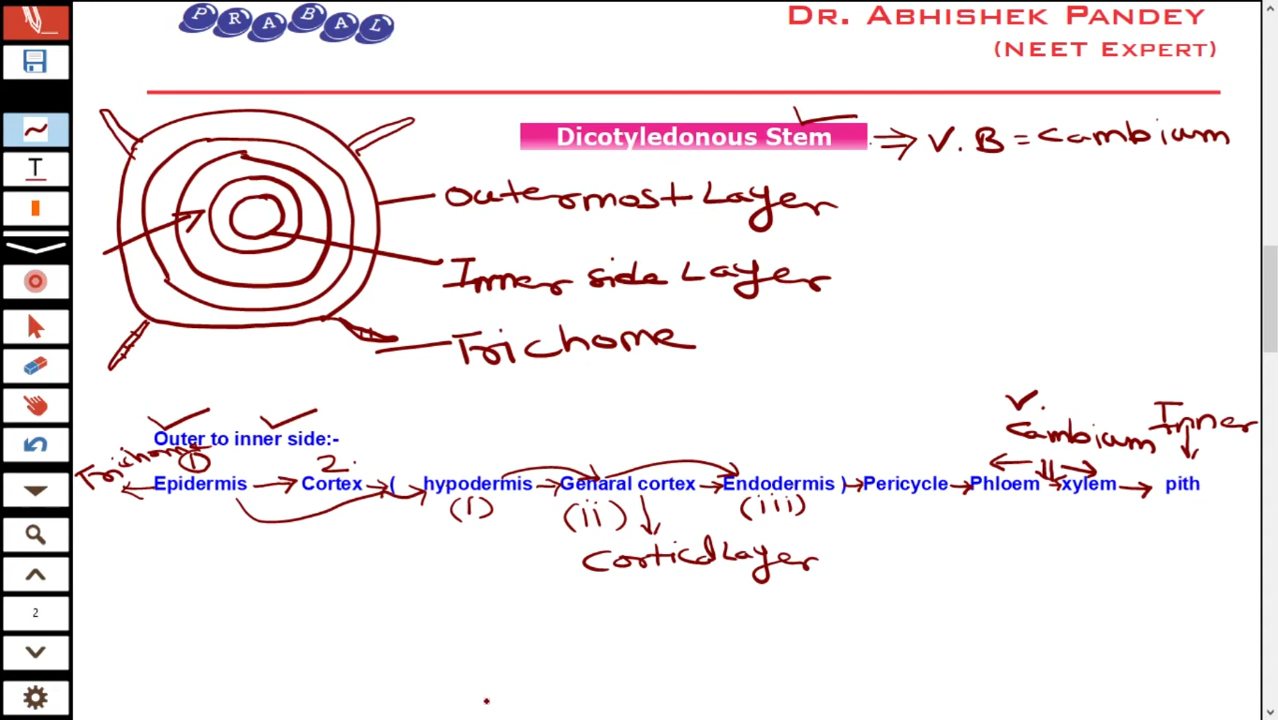 PRABAL
DR. ABHISHEK PANDEY
(NEET EXPERT)
Dicotyledonous Stem ⇒ V.B = Cambium
Outermost Layer
Inner side Layer
Trichome
Outer to inner side:-
Trichome ① 2. V. Cambium Inner
Epidermis → Cortex → ( hypodermis → Genaral cortex → Endodermis ) → Pericycle → Phloem → xylem → pith
(i) (ii) (iii)
Cortical Layer
T
2